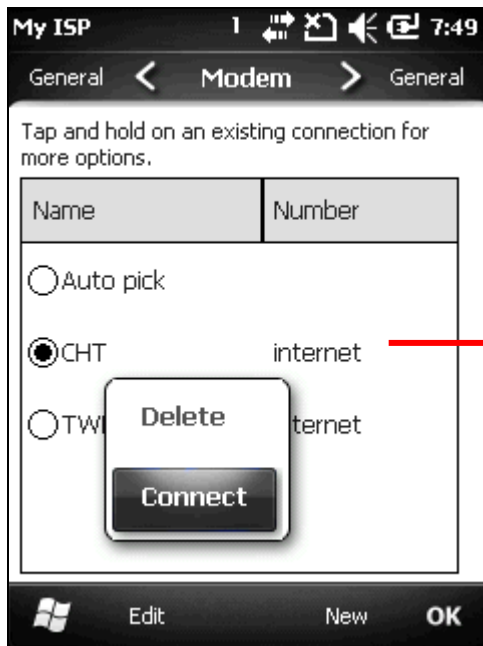 My ISP 1 7:49
General Modem General
Tap and hold on an existing connection for
more options.
Name Number
Auto pick
CHT internet
Delete
Connect
Edit New OK